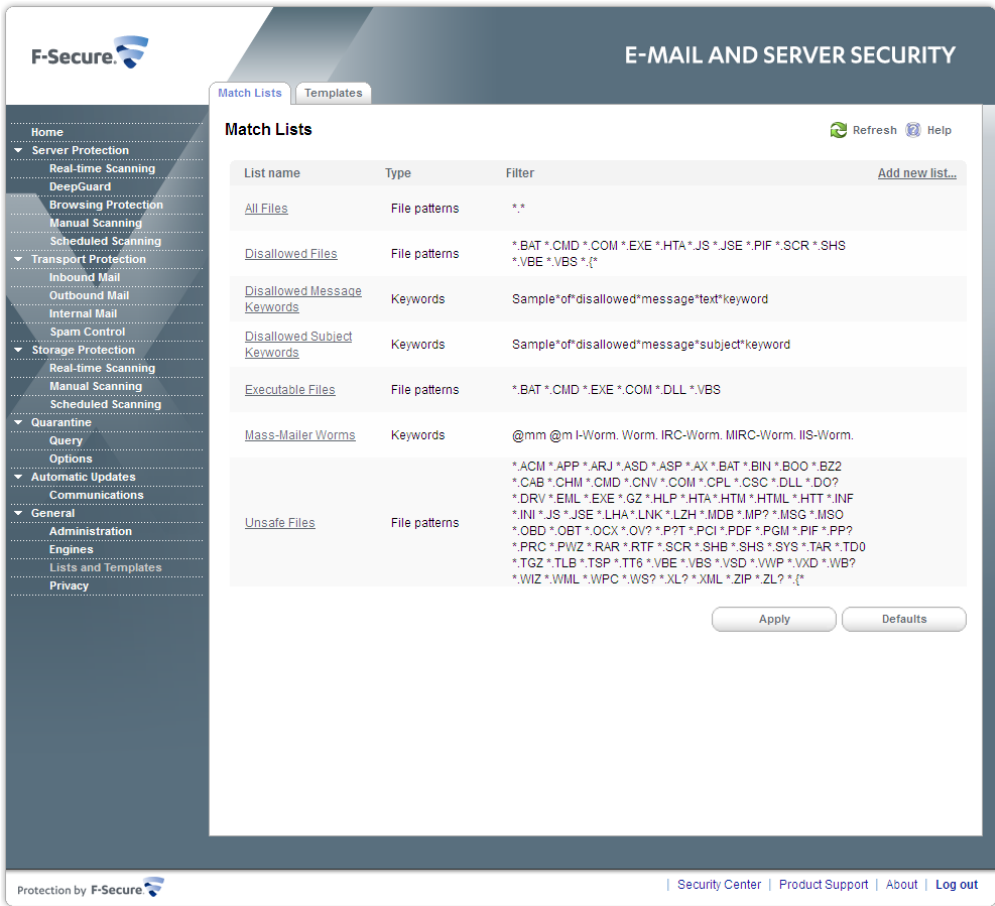 F-Secure.
E-MAIL AND SERVER SECURITY
Match Lists
Templates
Home
Server Protection
Real-time Scanning
DeepGuard
Browsing Protection
Manual Scanning
Scheduled Scanning
Transport Protection
Inbound Mail
Outbound Mail
Internal Mail
Spam Control
Storage Protection
Real-time Scanning
Manual Scanning
Scheduled Scanning
Quarantine
Query
Options
Automatic Updates
Communications
General
Administration
Engines
Lists and Templates
Privacy
Match Lists
Refresh
Help
List name Type Filter Add new list...
All Files File patterns *.*
Disallowed Files File patterns *.BAT *.CMD *.COM *.EXE *.HTA *.JS *.JSE *.PIF *.SCR *.SHS
*.VBE *.VBS *.{*
Disallowed Message
Keywords Keywords Sample*of*disallowed*message*text*keyword
Disallowed Subject
Keywords Keywords Sample*of*disallowed*message*subject*keyword
Executable Files File patterns *.BAT *.CMD *.EXE *.COM *.DLL *.VBS
Mass-Mailer Worms Keywords @mm @m I-Worm. Worm. IRC-Worm. MIRC-Worm. IIS-Worm.
Unsafe Files File patterns
*.ACM *.APP *.ARJ *.ASD *.ASP *.AX *.BAT *.BIN *.BOO *.BZ2
*.CAB *.CHM *.CMD *.CNV *.COM *.CPL *.CSC *.DLL *.DO?
*.DRV *.EML *.EXE *.GZ *.HLP *.HTA *.HTM *.HTML *.HTT *.INF
*.INI *.JS *.JSE *.LHA *.LNK *.LZH *.MDB *.MP? *.MSG *.MSO
*.OBD *.OBT *.OCX *.OV? *.P?T *.PCI *.PDF *.PGM *.PIF *.PP?
*.PRC *.PWZ *.RAR *.RTF *.SCR *.SHB *.SHS *.SYS *.TAR *.TD0
*.TGZ *.TLB *.TSP *.TT6 *.VBE *.VBS *.VSD *.VWP *.VXD *.WB?
*.WIZ *.WML *.WPC *.WS? *.XL? *.XML *.ZIP *.ZL? *.{*
Apply
Defaults
Protection by F-Secure.
| Security Center | Product Support | About | Log out